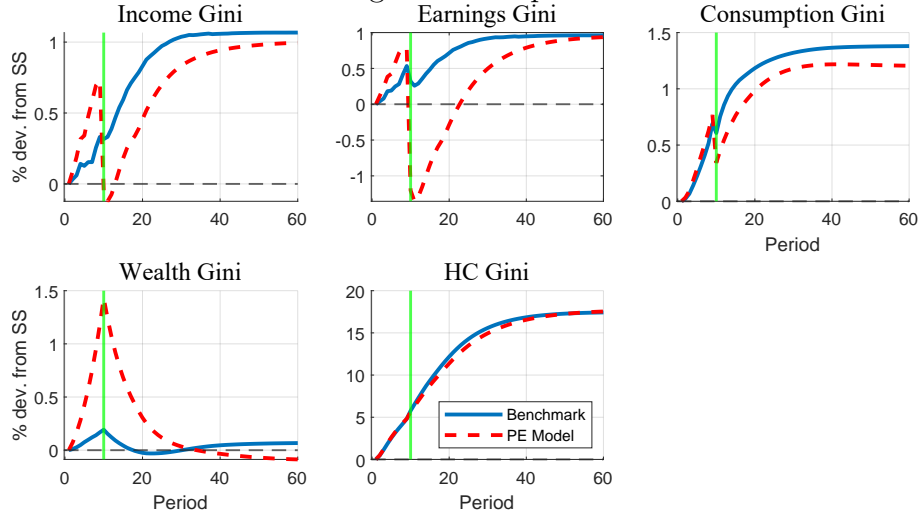 Income Gini
Earnings Gini
Consumption Gini
% dev. from SS
1
0.5
0
0 20 40 60
1
0.5
0
-0.5
-1
0 20 40 60
1.5
1
0.5
0
0 20 40 60
Period
Wealth Gini
HC Gini
% dev. from SS
1.5
1
0.5
0
0 20 40 60
Period
20
15
10
5
0
0 20 40 60
Period
Benchmark
PE Model